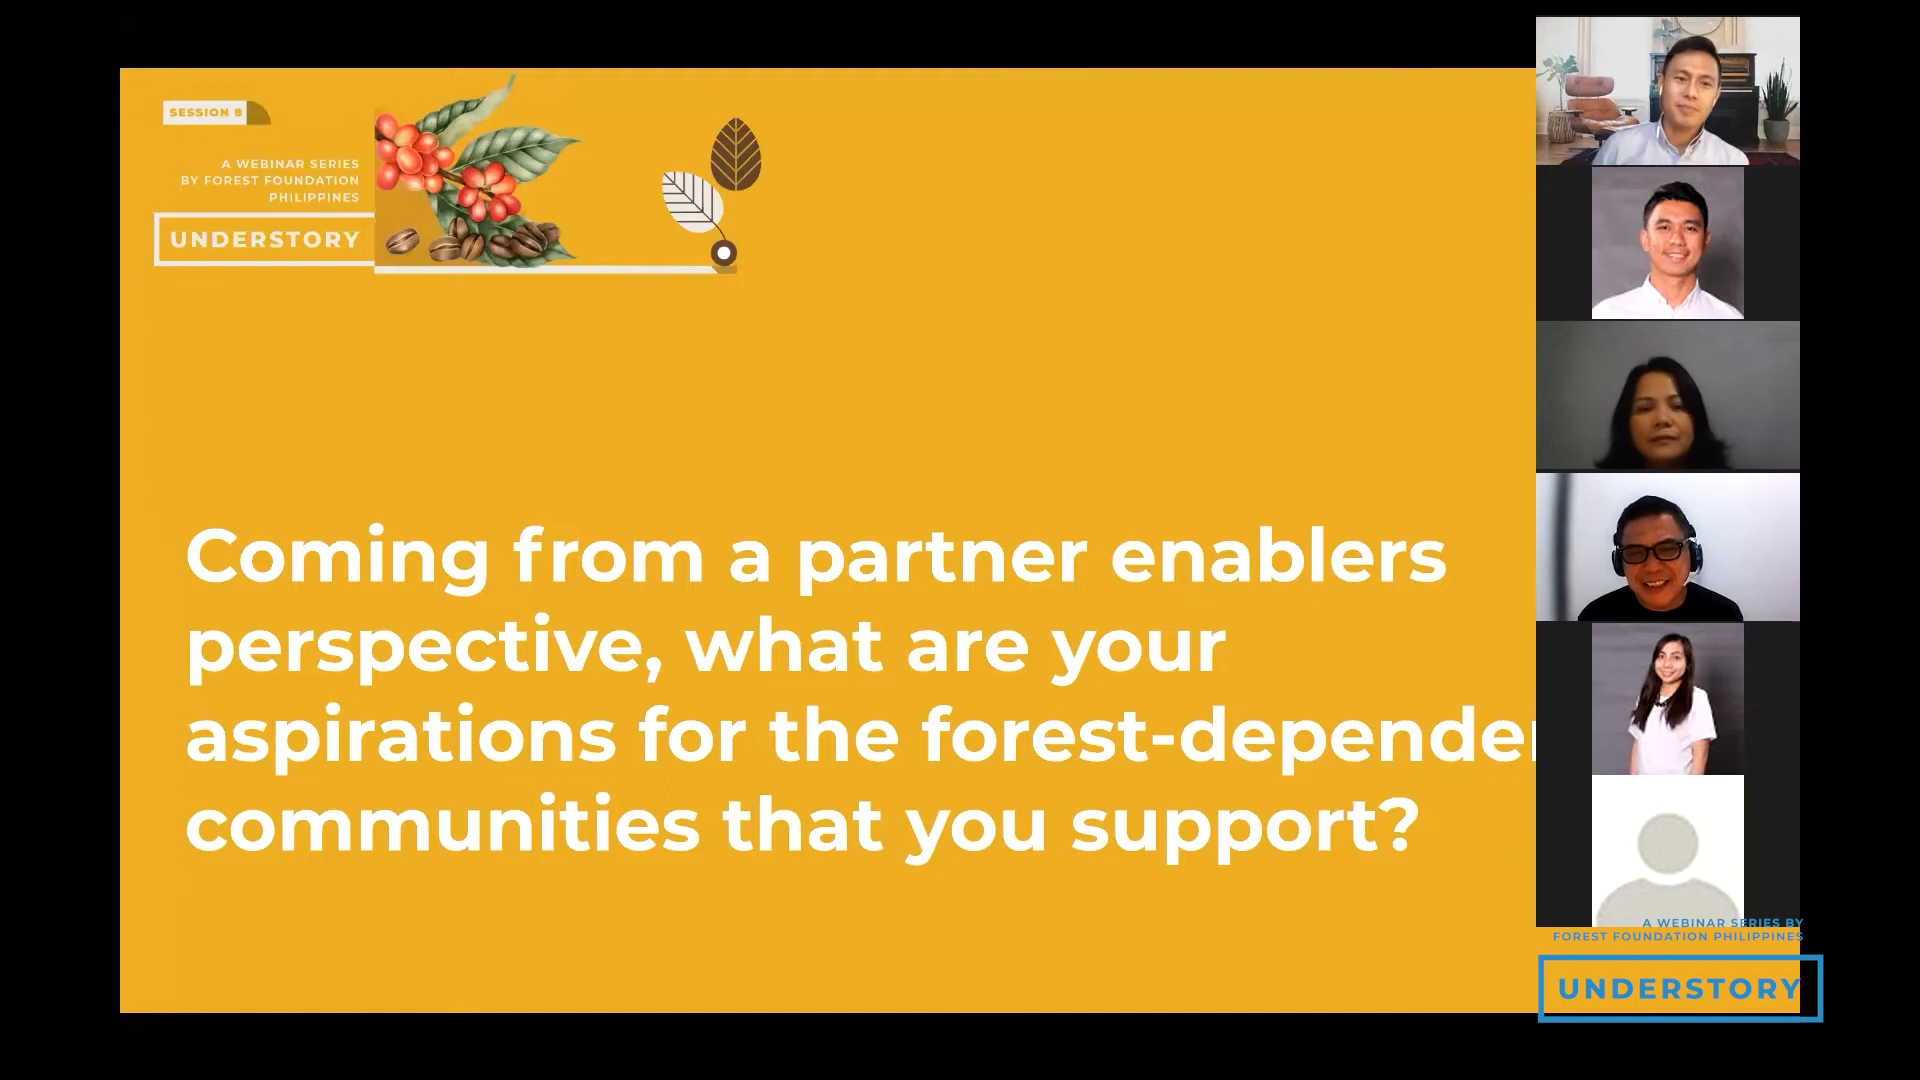 SESSION 8
A WEBINAR SERIES
BY FOREST FOUNDATION
PHILIPPINES
UNDERSTORY
Coming from a partner enablers
perspective, what are your
aspirations for the forest-depende
communities that you support?
A WEBINAR SERIES BY
FOREST FOUNDATION PHILIPPINES
UNDERSTORY